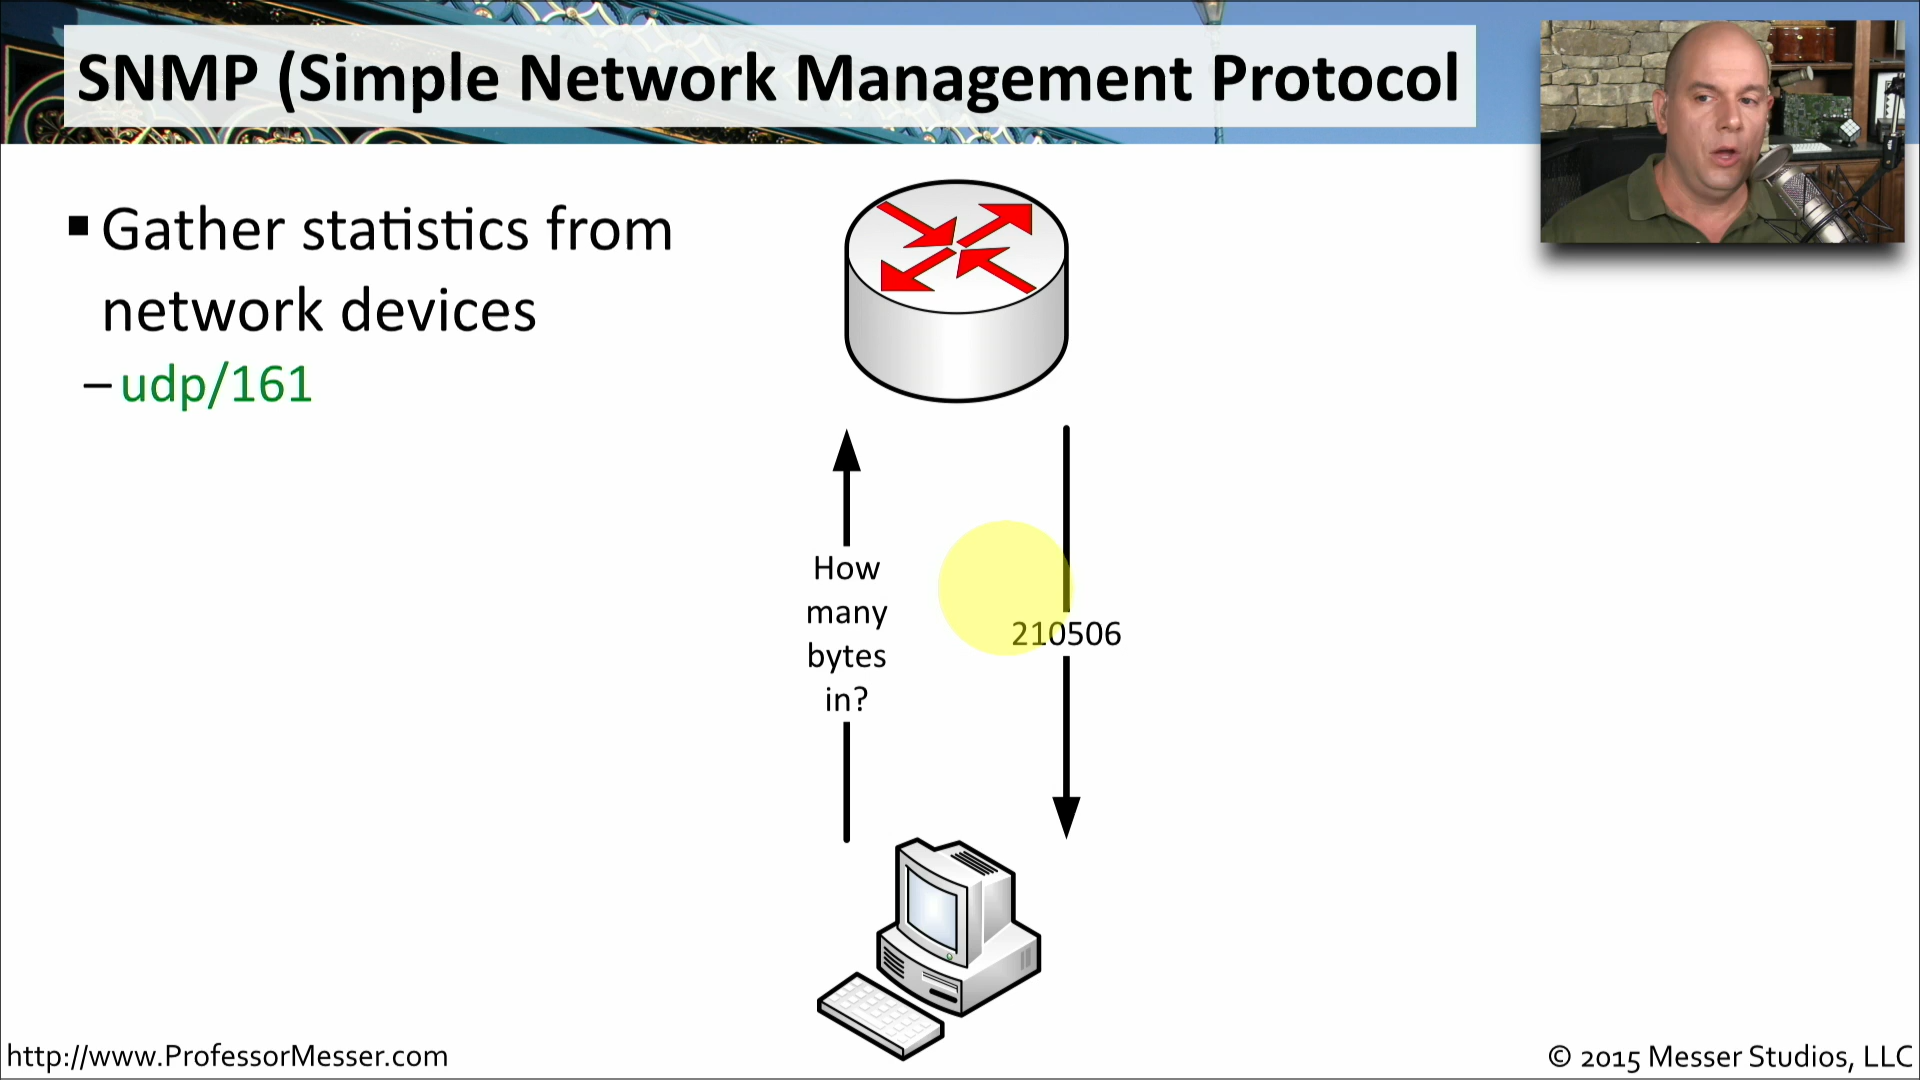 SNMP (Simple Network Management Protocol
▪ Gather statistics from
network devices
– udp/161
How
many
bytes
in?
210506
http://www.ProfessorMesser.com
© 2015 Messer Studios, LLC